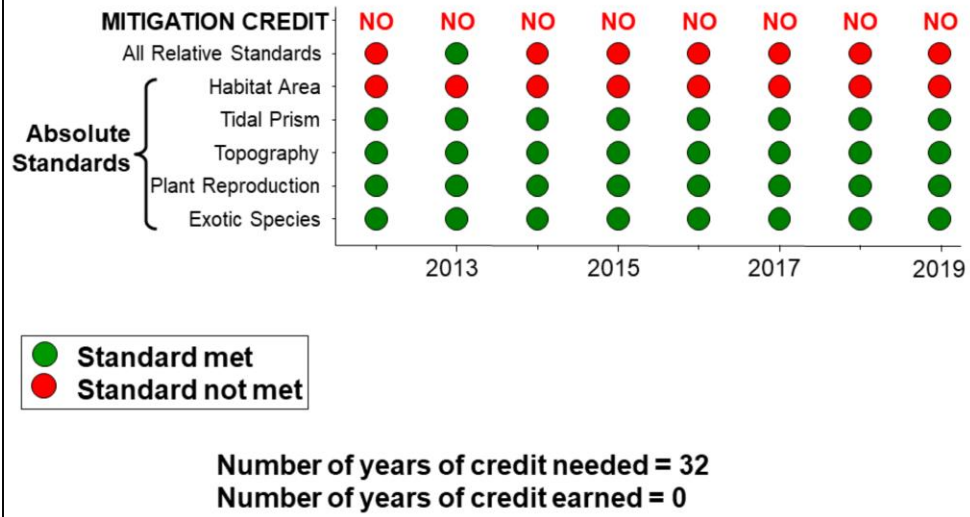 MITIGATION CREDIT NO NO NO NO NO NO NO NO
All Relative Standards
Habitat Area
Tidal Prism
Absolute Standards
Topography
Plant Reproduction
Exotic Species
2013 2015 2017 2019
Standard met
Standard not met
Number of years of credit needed = 32
Number of years of credit earned = 0